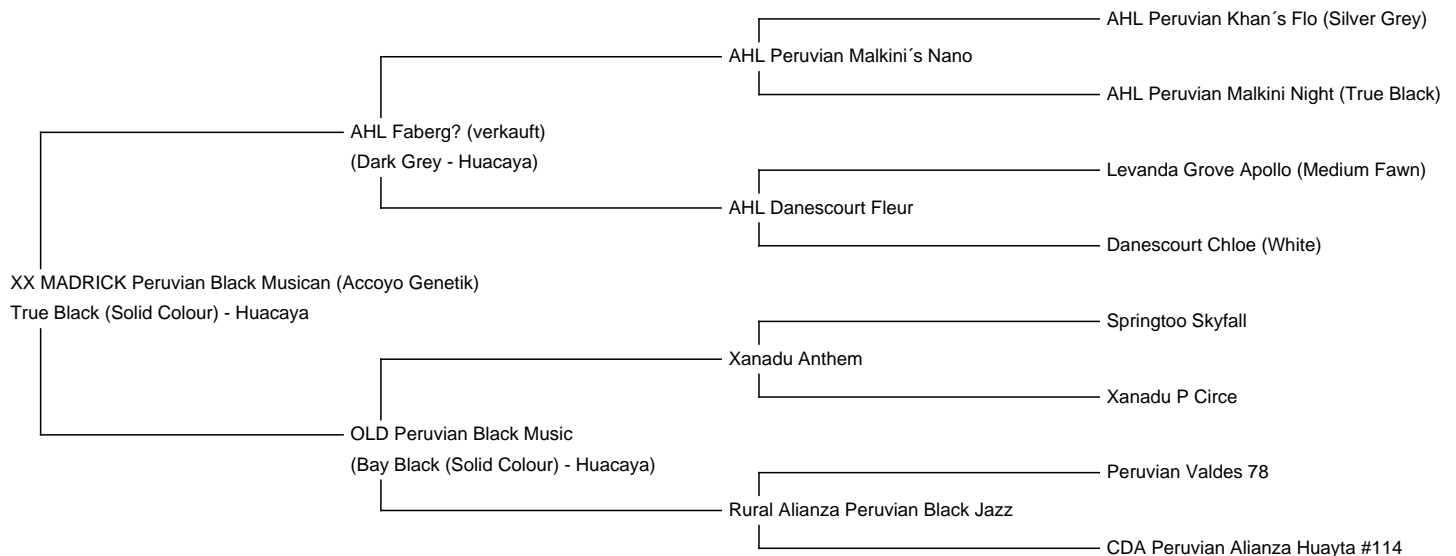 AHL Peruvian Khan´s Flo (Silver Grey)
AHL Peruvian Malkini´s Nano
AHL Peruvian Malkini Night (True Black)
AHL Faberg? (verkauft)
(Dark Grey - Huacaya)
Levanda Grove Apollo (Medium Fawn)
AHL Danescourt Fleur
Danescourt Chloe (White)
XX MADRICK Peruvian Black Musican (Accoyo Genetik)
True Black (Solid Colour) - Huacaya
Springtoo Skyfall
Xanadu Anthem
Xanadu P Circe
OLD Peruvian Black Music
(Bay Black (Solid Colour) - Huacaya)
Peruvian Valdes 78
Rural Alianza Peruvian Black Jazz
CDA Peruvian Alianza Huayta #114